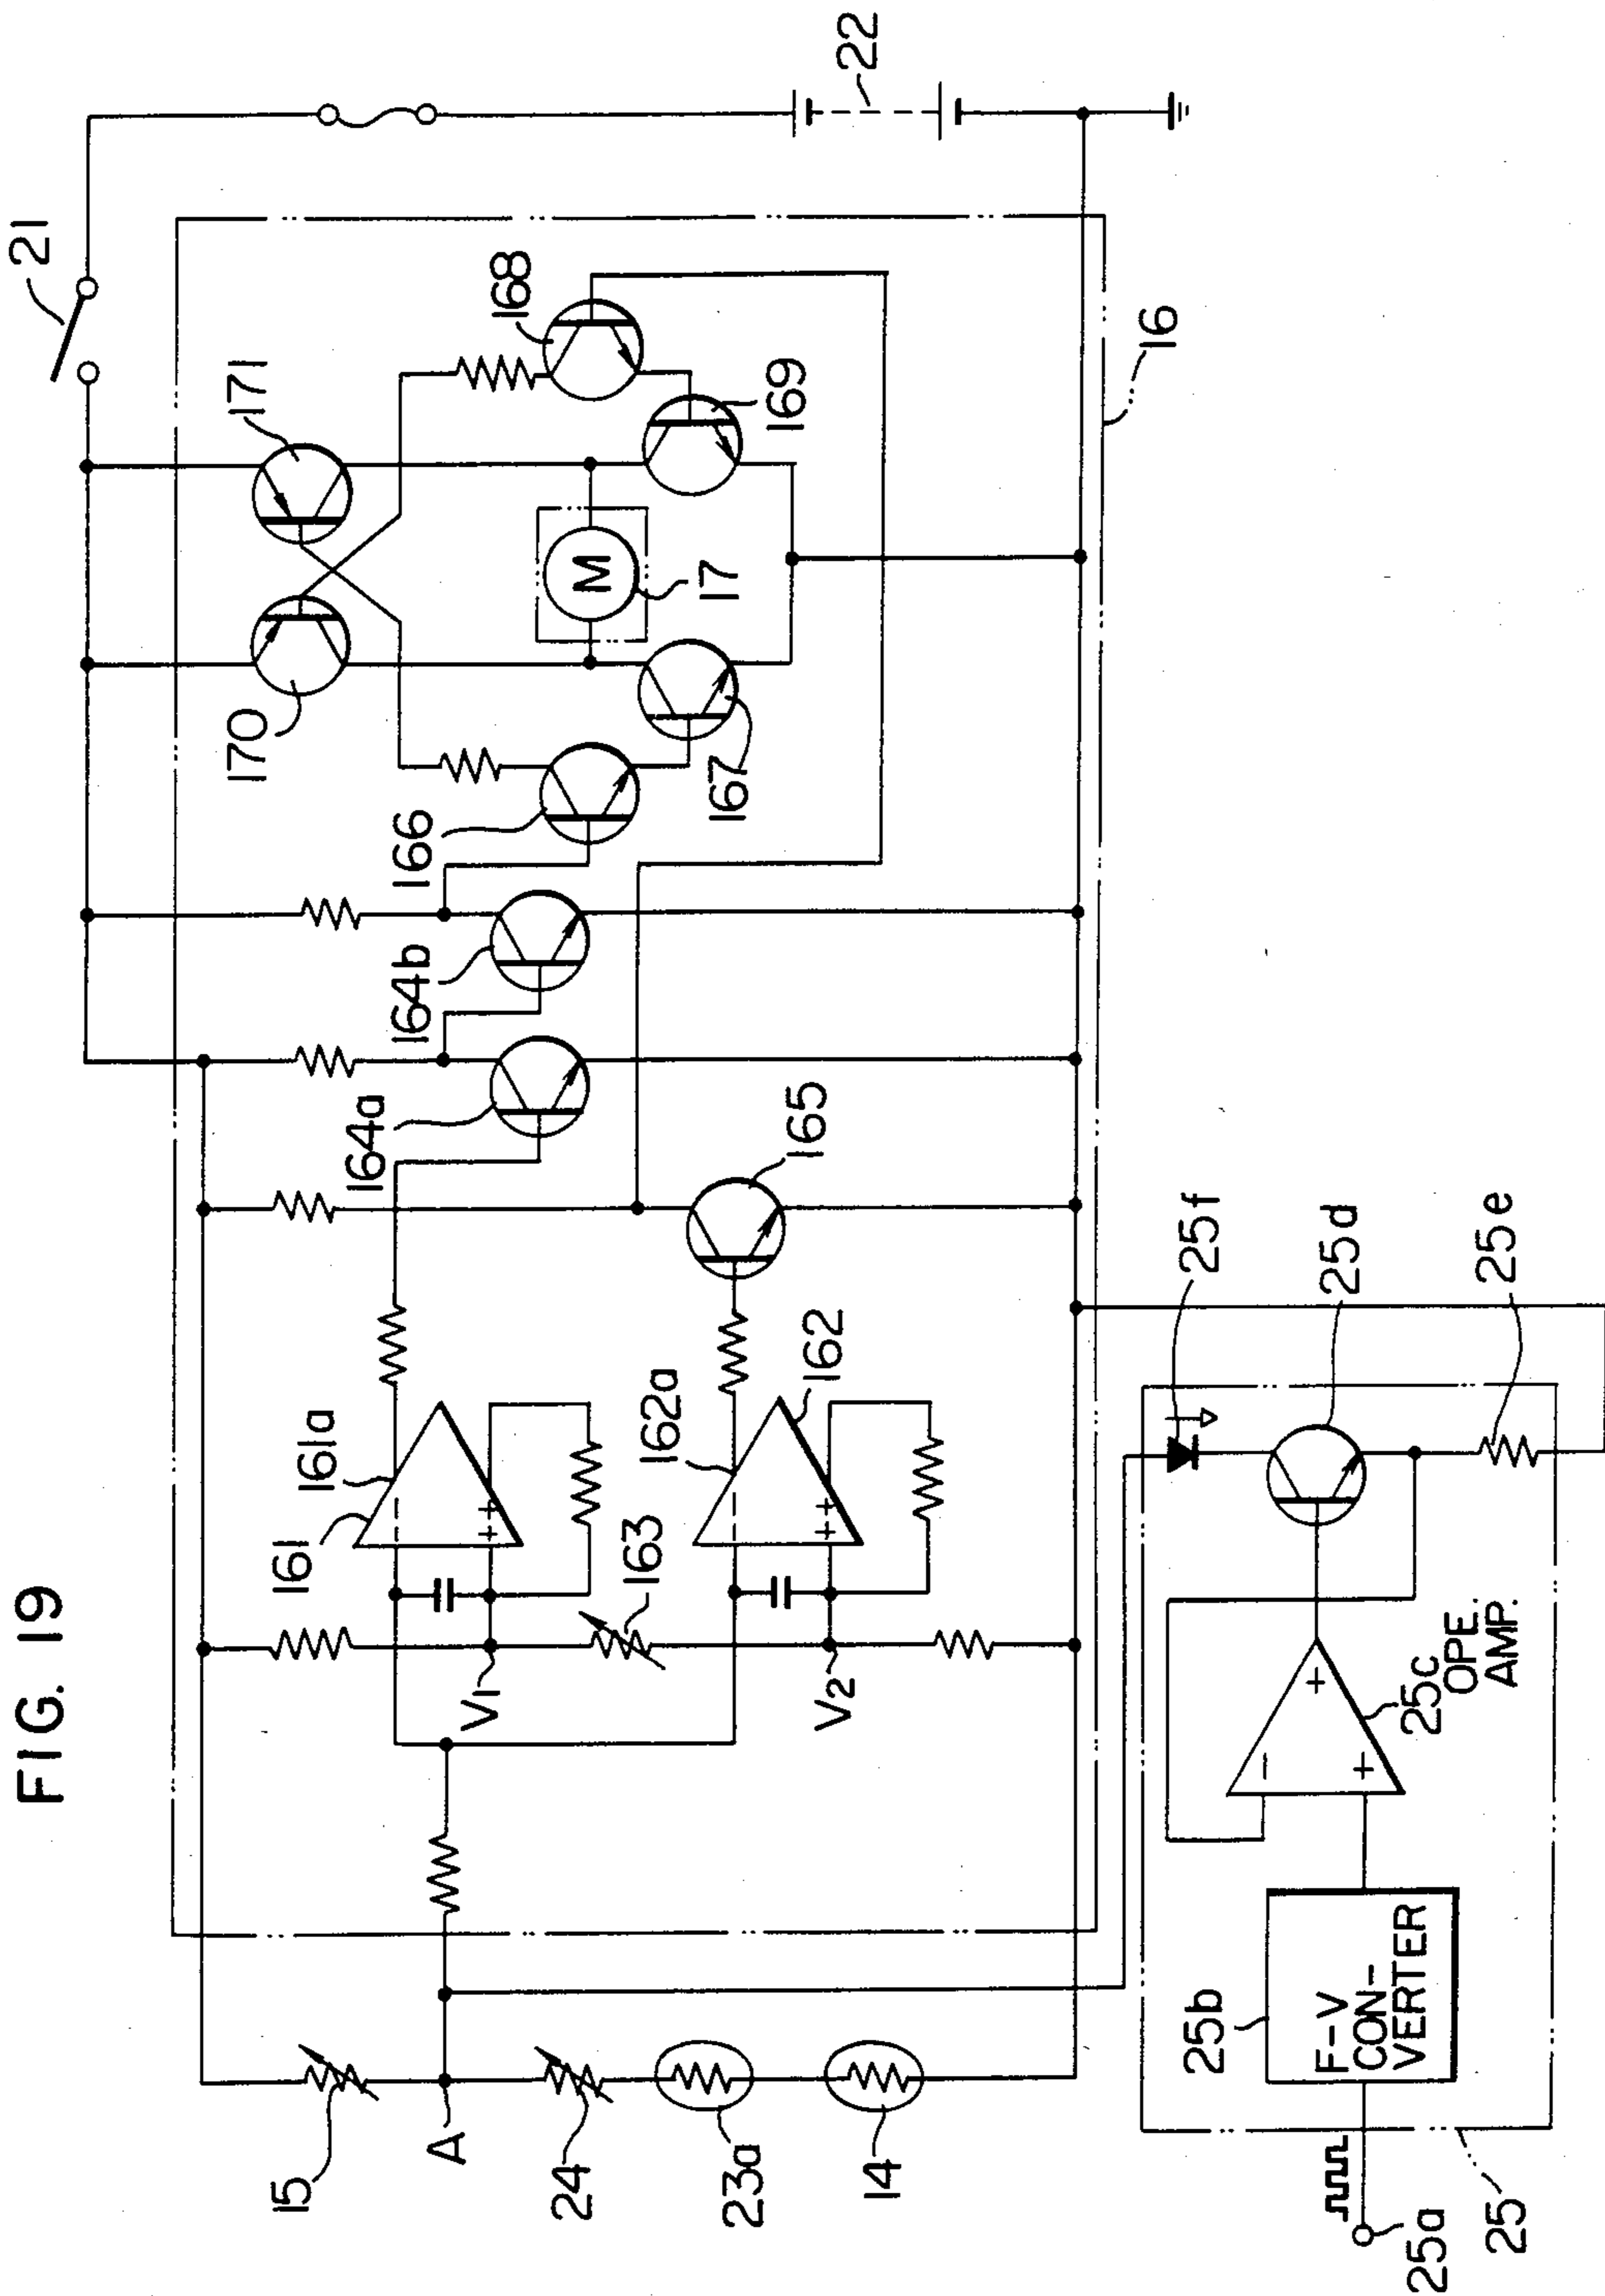 FIG. 19
21
22
170
171
168
169
M
17
167
166
164b
164a
165
16
161
161a
162a
162
163
V1
V2
15
A
24
23a
14
25a
25b
F-V
CON-
VERTER
25c
OPE.
AMP.
25d
25e
25f
25